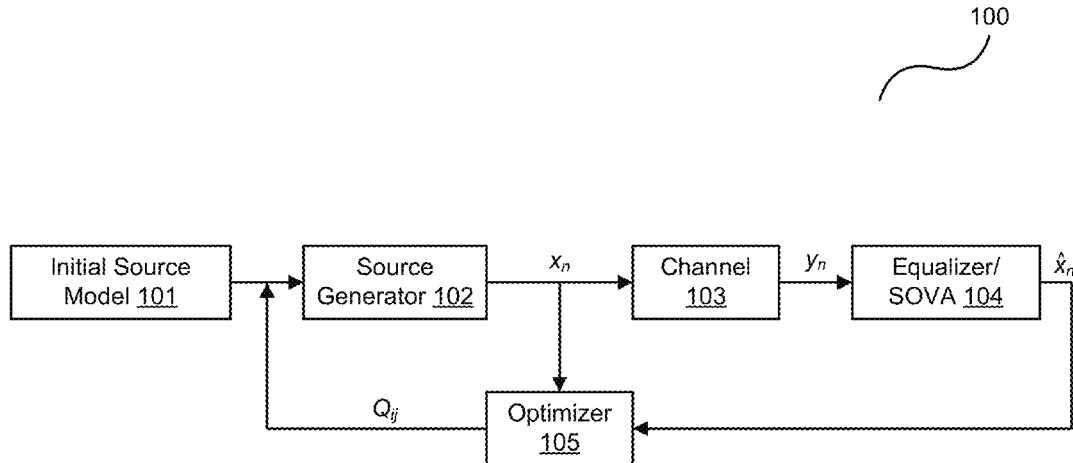 100
Initial Source
Model 101
Source
Generator 102
xₙ
Channel
103
yₙ
Equalizer/
SOVA 104
x̂ₙ
Qᵢⱼ
Optimizer
105